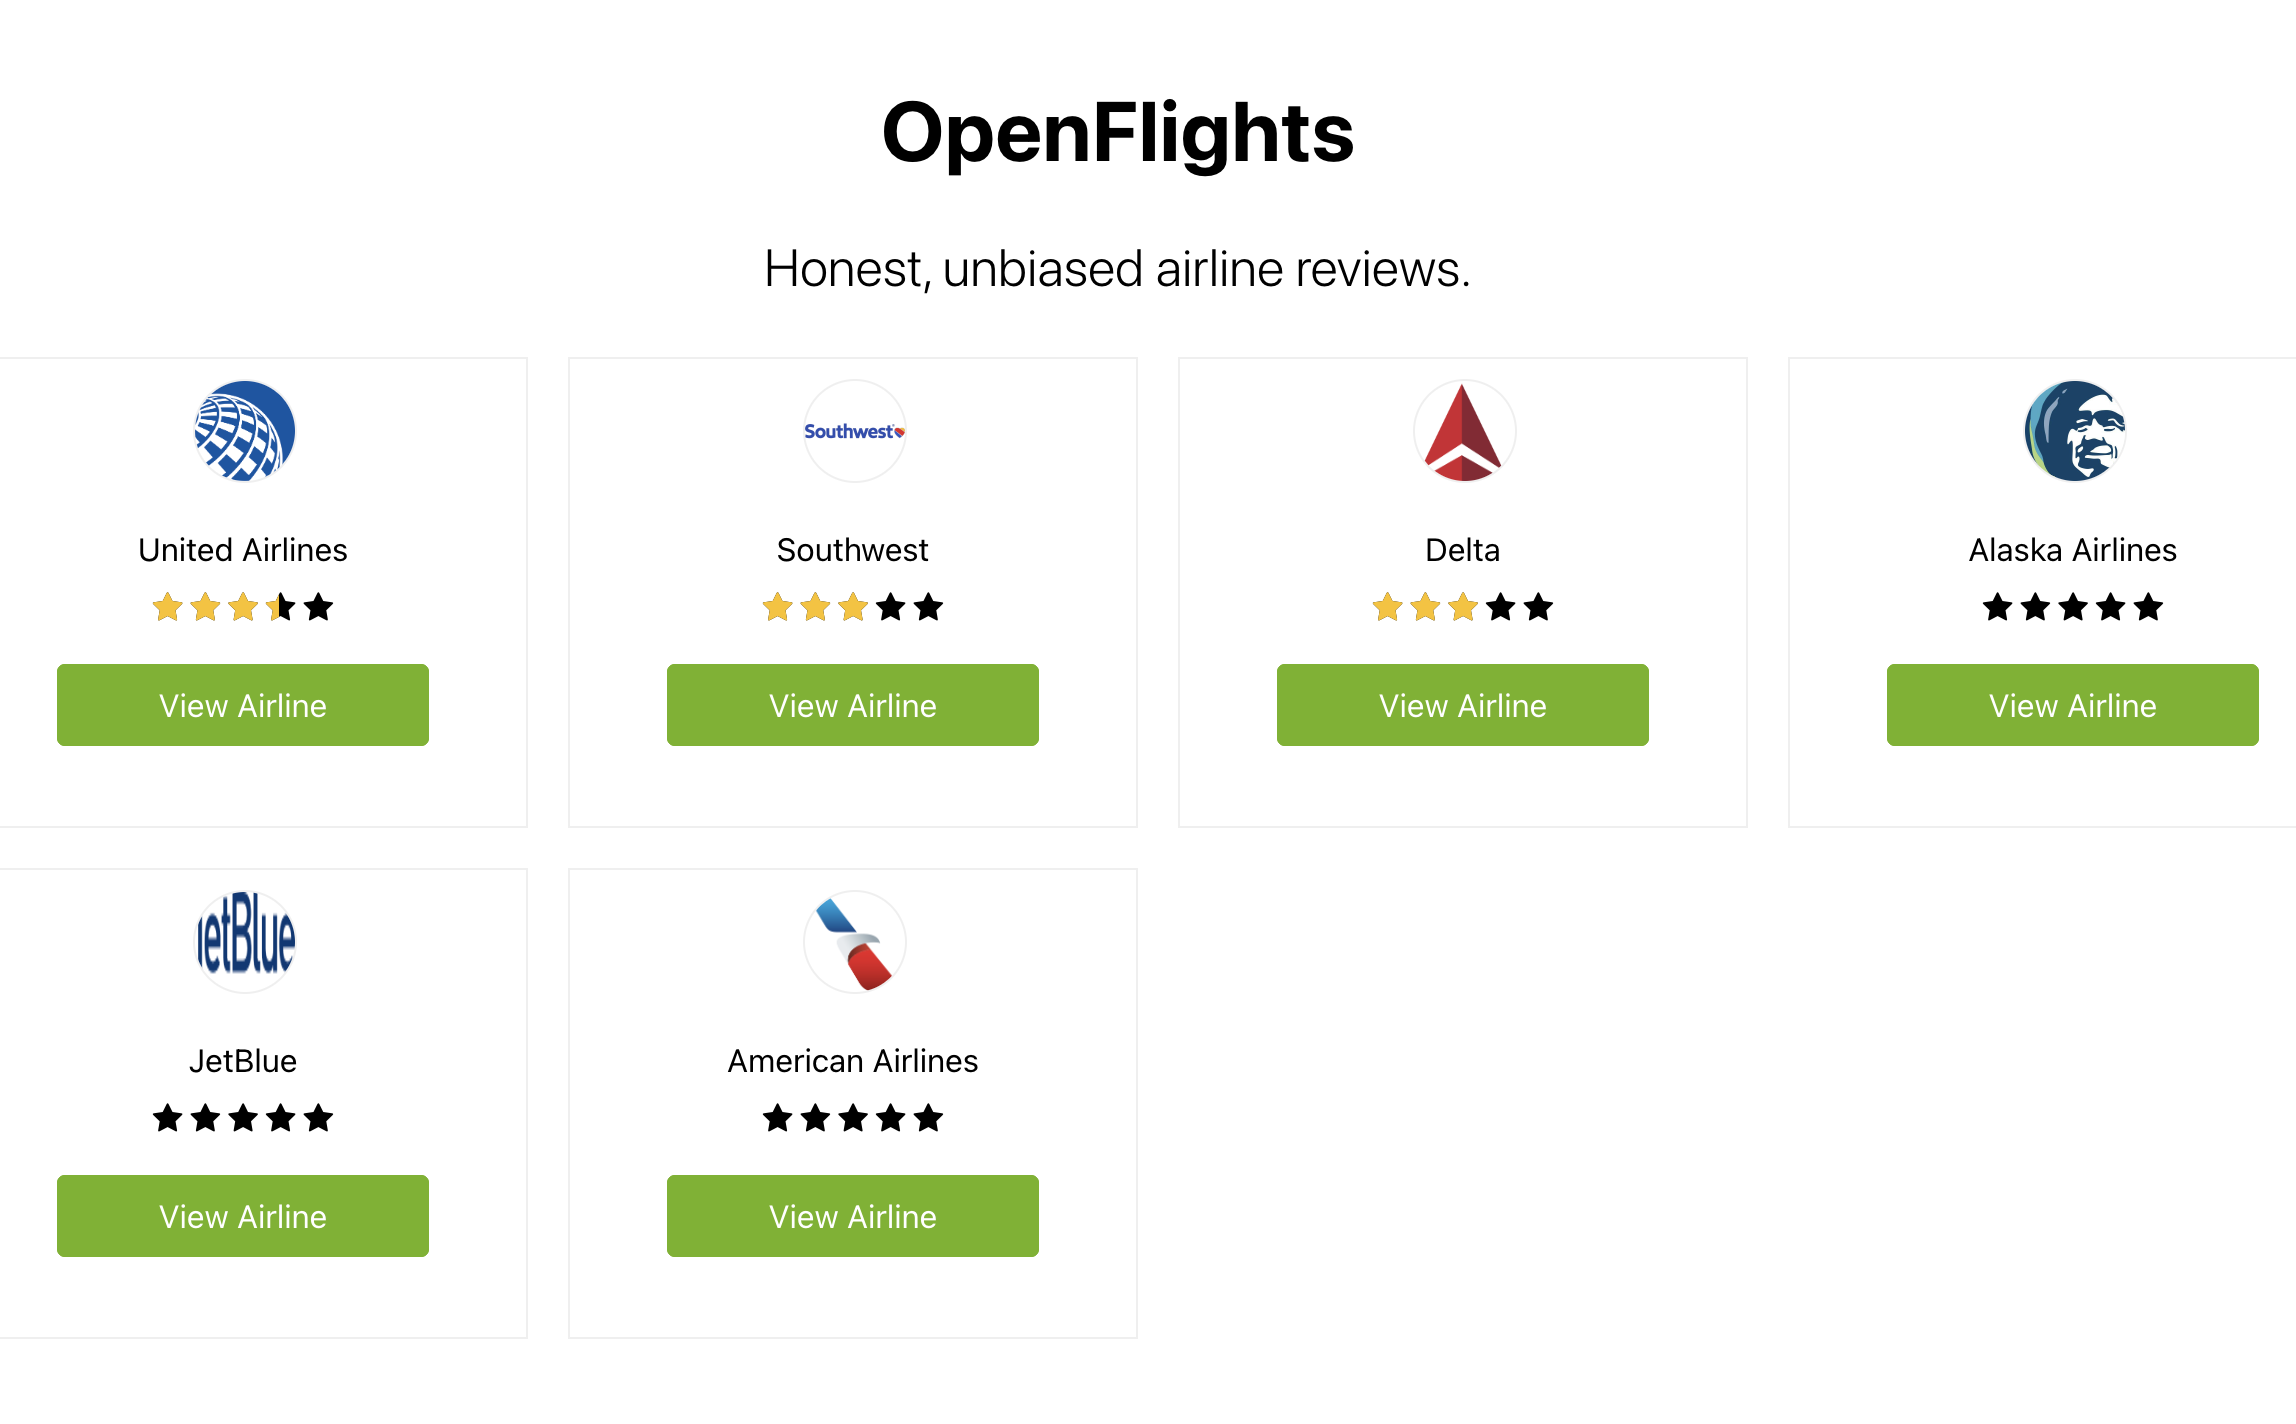 OpenFlights
Honest, unbiased airline reviews.
Southwest
United Airlines
Southwest
Delta
Alaska Airlines
View Airline
View Airline
View Airline
View Airline
etBlue
JetBlue
American Airlines
View Airline
View Airline